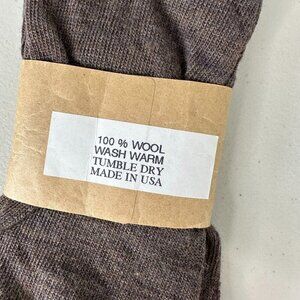 100 % WOOL
WASH WARM
TUMBLE DRY
MADE IN USA